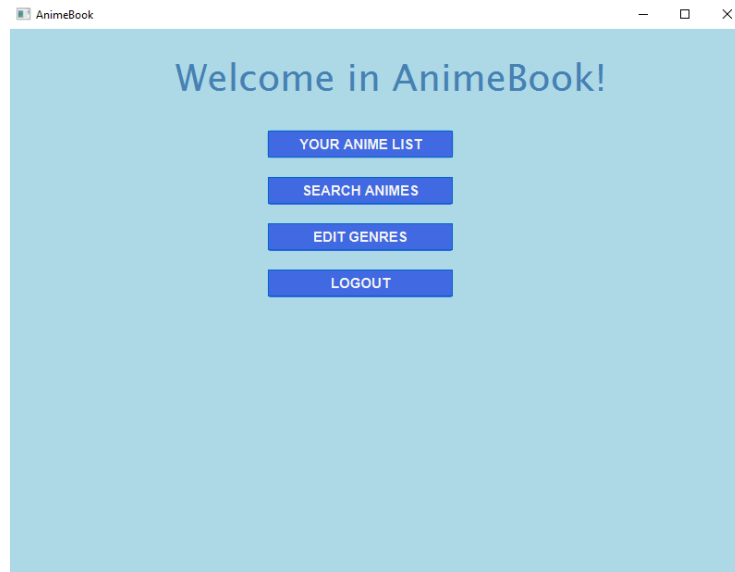 AnimeBook
Welcome in AnimeBook!
YOUR ANIME LIST
SEARCH ANIMES
EDIT GENRES
LOGOUT